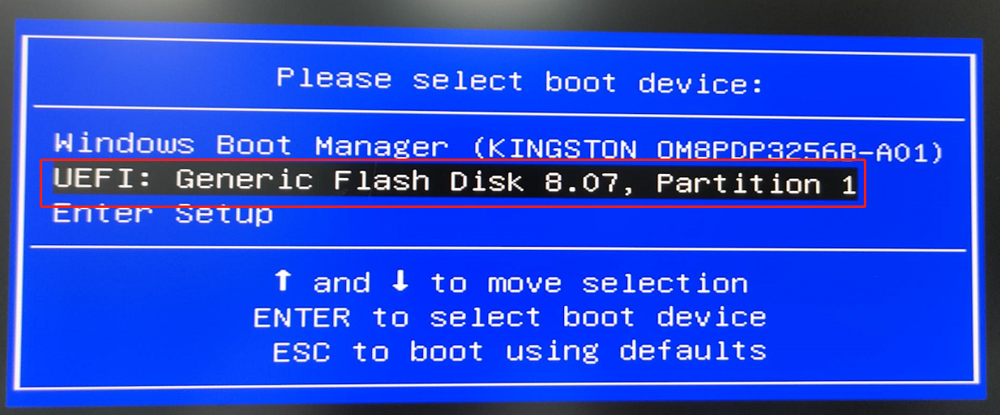 Please select boot device:
Windows Boot Manager (KINGSTON OM8PDP3256B-A01)
UEFI: Generic Flash Disk 8.07, Partition 1
Enter Setup
↑ and ↓ to move selection
ENTER to select boot device
ESC to boot using defaults